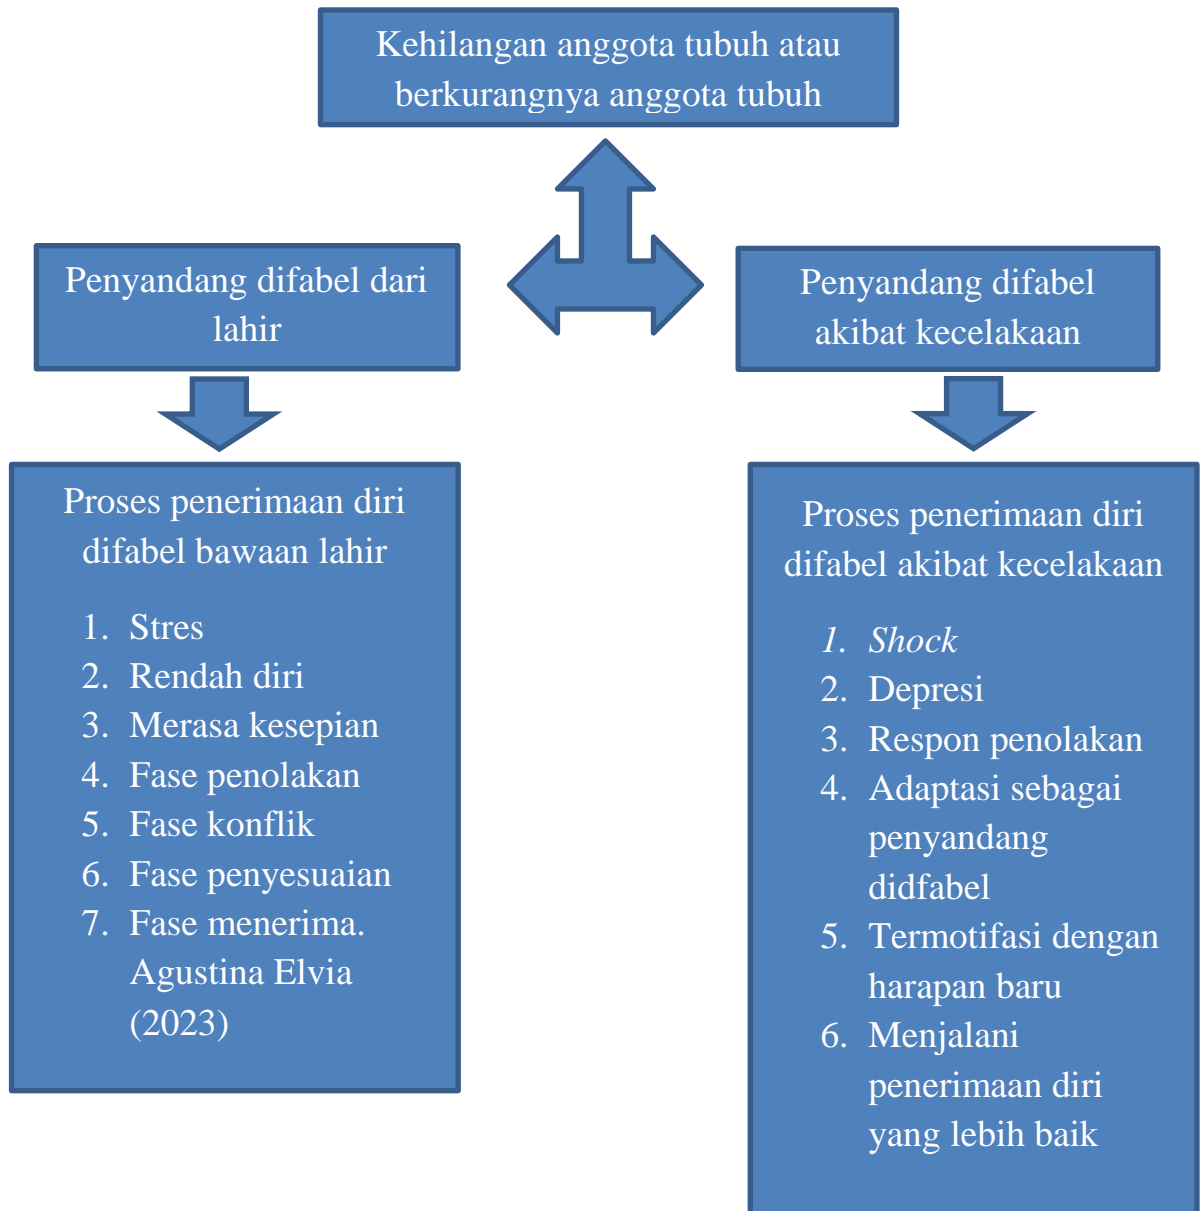 Kehilangan anggota tubuh atau
berkurangnya anggota tubuh
Penyandang difabel dari
lahir
Penyandang difabel
akibat kecelakaan
Proses penerimaan diri
difabel bawaan lahir
1. Stres
2. Rendah diri
3. Merasa kesepian
4. Fase penolakan
5. Fase konflik
6. Fase penyesuaian
7. Fase menerima.
Agustina Elvia
(2023)
Proses penerimaan diri
difabel akibat kecelakaan
1. Shock
2. Depresi
3. Respon penolakan
4. Adaptasi sebagai
penyandang
didfabel
5. Termotifasi dengan
harapan baru
6. Menjalani
penerimaan diri
yang lebih baik